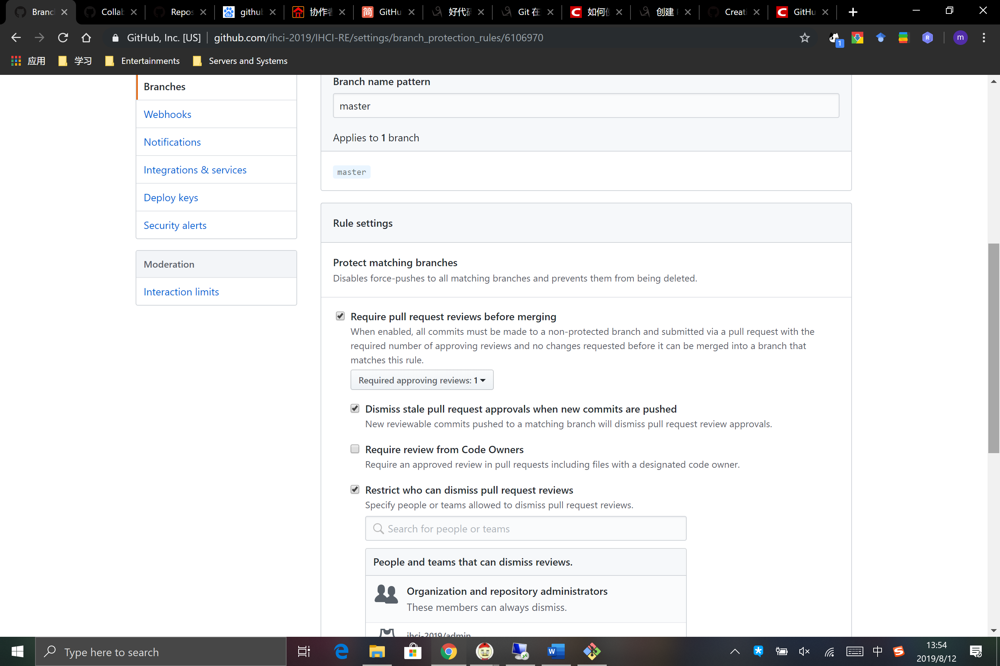 Branc
Collab
Repos
github
协作者
GitHu
好代码
Git 在
如何使
创建
Creati
GitHu
GitHub, Inc. [US]
github.com/ihci-2019/IHCI-RE/settings/branch_protection_rules/6106970
1
m
应用
学习
Entertainments
Servers and Systems
Branches
Webhooks
Notifications
Integrations & services
Deploy keys
Security alerts
Moderation
Interaction limits
Branch name pattern
master
Applies to 1 branch
master
Rule settings
Protect matching branches
Disables force-pushes to all matching branches and prevents them from being deleted.
Require pull request reviews before merging
When enabled, all commits must be made to a non-protected branch and submitted via a pull request with the
required number of approving reviews and no changes requested before it can be merged into a branch that
matches this rule.
Required approving reviews: 1
Dismiss stale pull request approvals when new commits are pushed
New reviewable commits pushed to a matching branch will dismiss pull request review approvals.
Require review from Code Owners
Require an approved review in pull requests including files with a designated code owner.
Restrict who can dismiss pull request reviews
Specify people or teams allowed to dismiss pull request reviews.
Search for people or teams
People and teams that can dismiss reviews.
Organization and repository administrators
These members can always dismiss.
ihci-2019/admin
Type here to search
中
13:54
2019/8/12